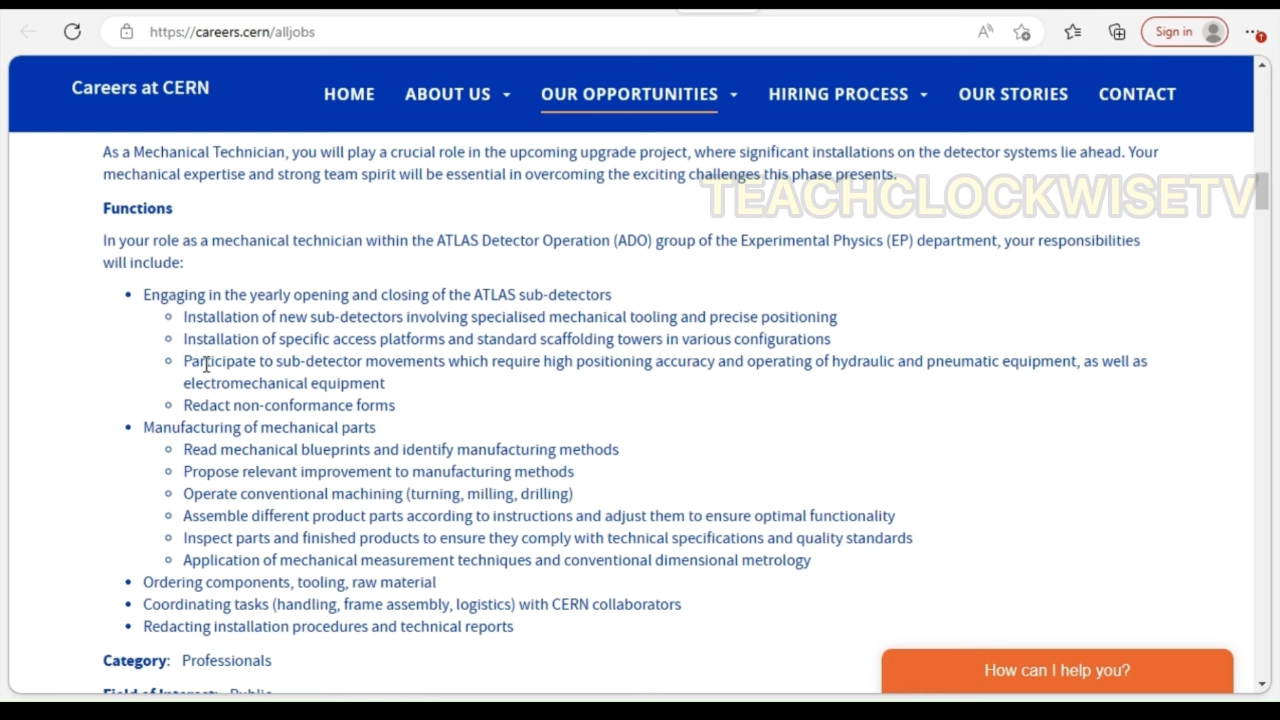 https://careers.cern/alljobs
Sign in
Careers at CERN
HOME
ABOUT US
OUR OPPORTUNITIES
HIRING PROCESS
OUR STORIES
CONTACT
As a Mechanical Technician, you will play a crucial role in the upcoming upgrade project, where significant installations on the detector systems lie ahead. Your
mechanical expertise and strong team spirit will be essential in overcoming the exciting challenges this phase presents.
TEACHCLOCKWISETV
Functions
In your role as a mechanical technician within the ATLAS Detector Operation (ADO) group of the Experimental Physics (EP) department, your responsibilities
will include:
• Engaging in the yearly opening and closing of the ATLAS sub-detectors
◦ Installation of new sub-detectors involving specialised mechanical tooling and precise positioning
◦ Installation of specific access platforms and standard scaffolding towers in various configurations
◦ Participate to sub-detector movements which require high positioning accuracy and operating of hydraulic and pneumatic equipment, as well as
electromechanical equipment
◦ Redact non-conformance forms
• Manufacturing of mechanical parts
◦ Read mechanical blueprints and identify manufacturing methods
◦ Propose relevant improvement to manufacturing methods
◦ Operate conventional machining (turning, milling, drilling)
◦ Assemble different product parts according to instructions and adjust them to ensure optimal functionality
◦ Inspect parts and finished products to ensure they comply with technical specifications and quality standards
◦ Application of mechanical measurement techniques and conventional dimensional metrology
• Ordering components, tooling, raw material
• Coordinating tasks (handling, frame assembly, logistics) with CERN collaborators
• Redacting installation procedures and technical reports
Category: Professionals
Field of Interest: Public
How can I help you?